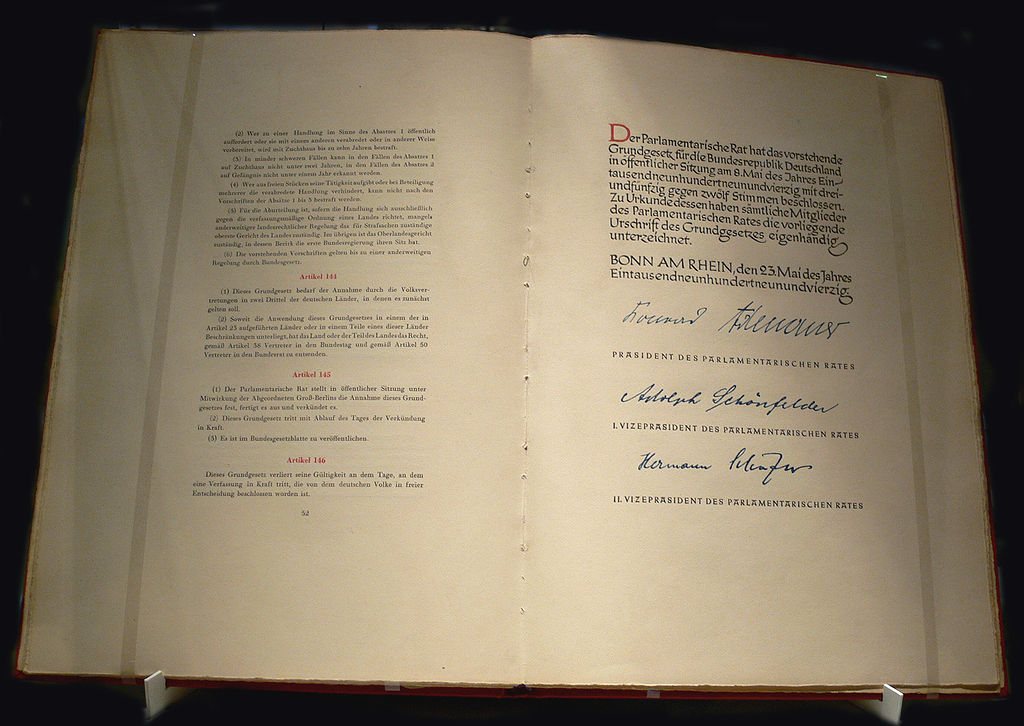 (2) Wer zu einer Handlung im Sinne des Absatzes 1 öffentlich
auffordert oder sie mit einem anderen verabredet oder in anderer Weise
vorbereitet, wird mit Zuchthaus bis zu zehn Jahren bestraft.
(3) In minder schweren Fällen kann in den Fällen des Absatzes 1
auf Zuchthaus nicht unter zwei Jahren, in den Fällen des Absatzes 2
auf Gefängnis nicht unter einem Jahr erkannt werden.
(4) Wer aus freien Stücken seine Tätigkeit aufgibt oder bei Beteiligung
mehrerer die verabredete Handlung verhindert, kann nicht nach den
Vorschriften der Absätze 1 bis 3 bestraft werden.
(5) Für die Aburteilung ist, sofern die Handlung sich ausschließlich
gegen die verfassungsmäßige Ordnung eines Landes richtet, mangels
anderweitiger landesrechtlicher Regelung das für Strafsachen zuständige
oberste Gericht des Landes zuständig. Im übrigen ist das Oberlandesgericht
zuständig, in dessen Bezirk die erste Bundesregierung ihren Sitz hat.
(6) Die vorstehenden Vorschriften gelten bis zu einer anderweitigen
Regelung durch Bundesgesetz.
Artikel 144
(1) Dieses Grundgesetz bedarf der Annahme durch die Volksver-
tretungen in zwei Drittel der deutschen Länder, in denen es zunächst
gelten soll.
(2) Soweit die Anwendung dieses Grundgesetzes in einem der in
Artikel 23 aufgeführten Länder oder in einem Teile eines dieser Länder
Beschränkungen unterliegt, hat das Land oder der Teil des Landes das Recht,
gemäß Artikel 38 Vertreter in den Bundestag und gemäß Artikel 50
Vertreter in den Bundesrat zu entsenden.
Artikel 145
(1) Der Parlamentarische Rat stellt in öffentlicher Sitzung unter
Mitwirkung der Abgeordneten Groß-Berlins die Annahme dieses Grund-
gesetzes fest, fertigt es aus und verkündet es.
(2) Dieses Grundgesetz tritt mit Ablauf des Tages der Verkündung
in Kraft.
(3) Es ist im Bundesgesetzblatte zu veröffentlichen.
Artikel 146
Dieses Grundgesetz verliert seine Gültigkeit an dem Tage, an dem
eine Verfassung in Kraft tritt, die von dem deutschen Volke in freier
Entscheidung beschlossen worden ist.
52
Der Parlamentarische Rat hat das vorstehende
Grundgesetz für die Bundesrepublik Deutschland
in öffentlicher Sitzung am 8. Mai des Jahres Ein-
tausendneunhundertneunundvierzig mit drei-
undfünfzig gegen zwölf Stimmen beschlossen.
Zu Urkunde dessen haben sämtliche Mitglieder
des Parlamentarischen Rates die vorliegende
Urschrift des Grundgesetzes eigenhändig
unterzeichnet.
BONN AM RHEIN, den 23. Mai des Jahres
Eintausendneunhundertneunundvierzig:
Konrad Adenauer
PRÄSIDENT DES PARLAMENTARISCHEN RATES
Adolph Schönfelder
I. VIZEPRÄSIDENT DES PARLAMENTARISCHEN RATES
Hermann Schäfer
II. VIZEPRÄSIDENT DES PARLAMENTARISCHEN RATES